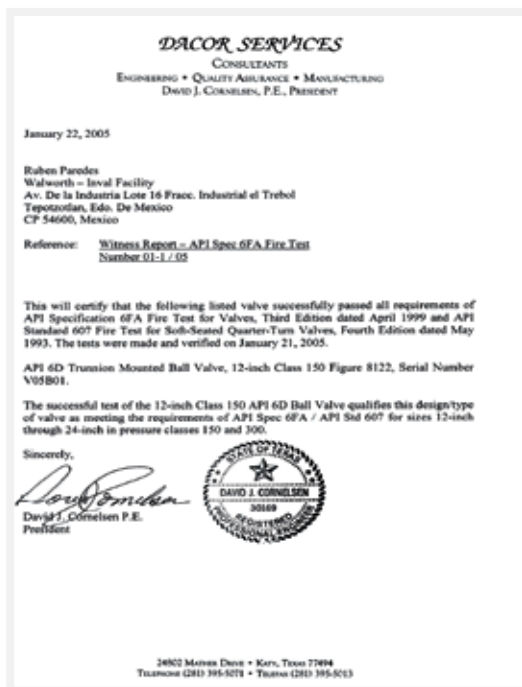 DACOR SERVICES
CONSULTANTS
ENGINEERING • QUALITY ASSURANCE • MANUFACTURING
DAVID J. CORNELSEN, P.E., PRESIDENT
January 22, 2005
Ruben Paredes
Walworth – Inval Facility
Av. De la Industria Lote 16 Fracc. Industrial el Trebol
Tepotzotlan, Edo. De Mexico
CP 54600, Mexico
Reference: Witness Report – API Spec 6FA Fire Test
Number 01-1 / 05
This will certify that the following listed valve successfully passed all requirements of
API Specification 6FA Fire Test for Valves, Third Edition dated April 1999 and API
Standard 607 Fire Test for Soft-Seated Quarter-Turn Valves, Fourth Edition dated May
1993. The tests were made and verified on January 21, 2005.
API 6D Trunnion Mounted Ball Valve, 12-inch Class 150 Figure 8122, Serial Number
V05B01.
The successful test of the 12-inch Class 150 API 6D Ball Valve qualifies this design/type
of valve as meeting the requirements of API Spec 6FA / API Std 607 for sizes 12-inch
through 24-inch in pressure classes 150 and 300.
Sincerely,
David J. Cornelsen P.E.
President
STATE OF TEXAS
DAVID J. CORNELSEN
30169
REGISTERED
PROFESSIONAL ENGINEER
24502 MATHER DRIVE • KATY, TEXAS 77494
TELEPHONE (281) 395-5071 • TELEFAX (281) 395-5013